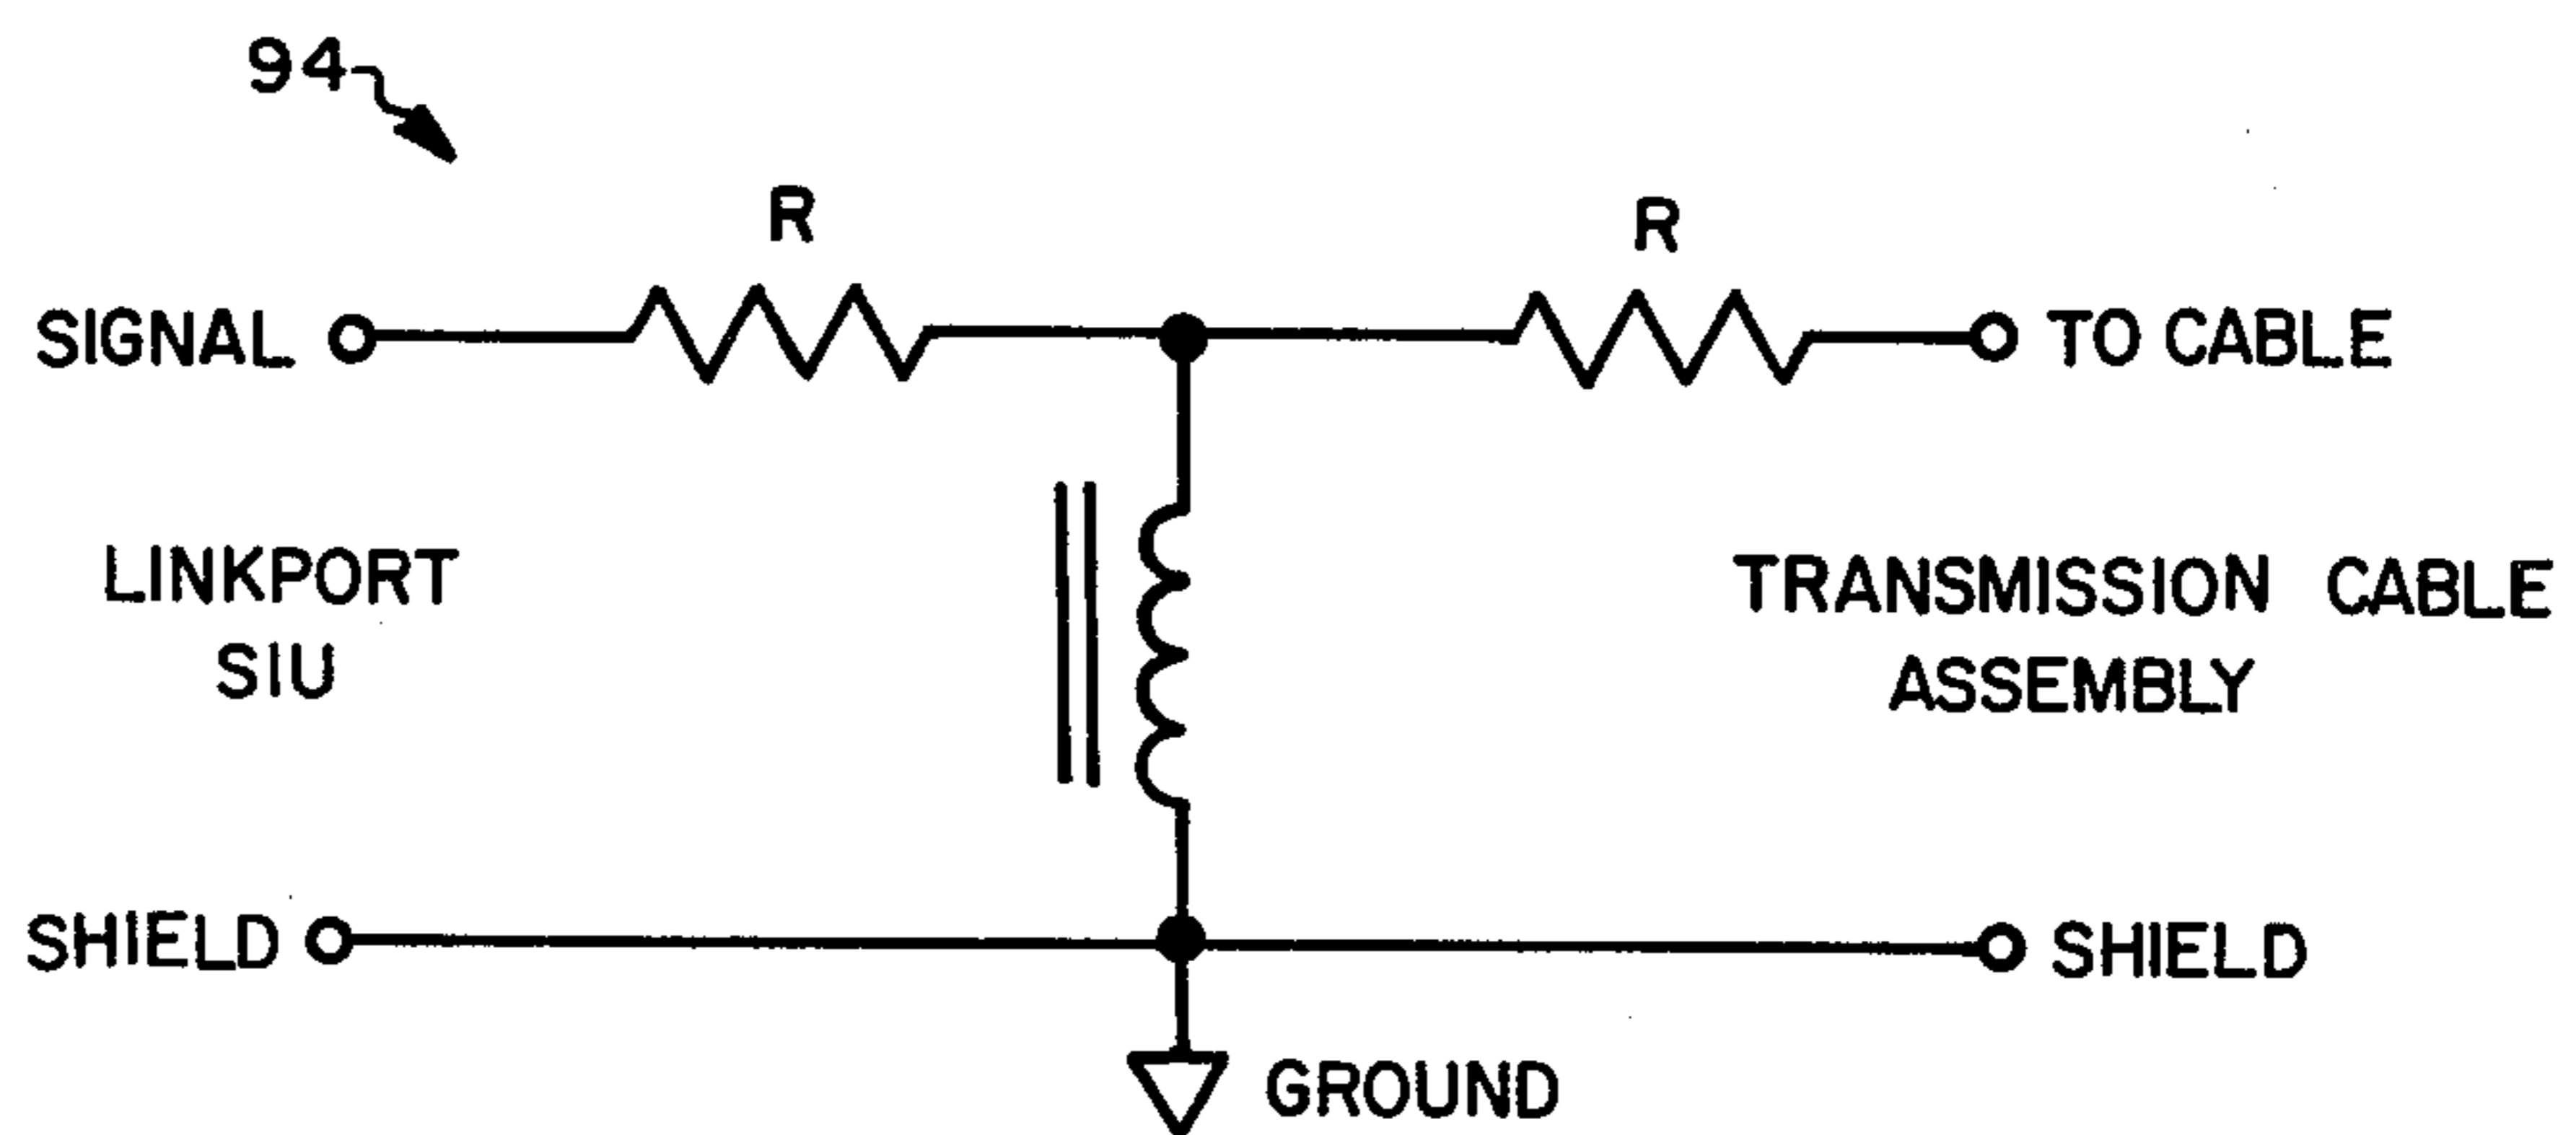 94
R
R
SIGNAL
TO CABLE
LINKPORT
SIU
TRANSMISSION CABLE
ASSEMBLY
SHIELD
SHIELD
GROUND